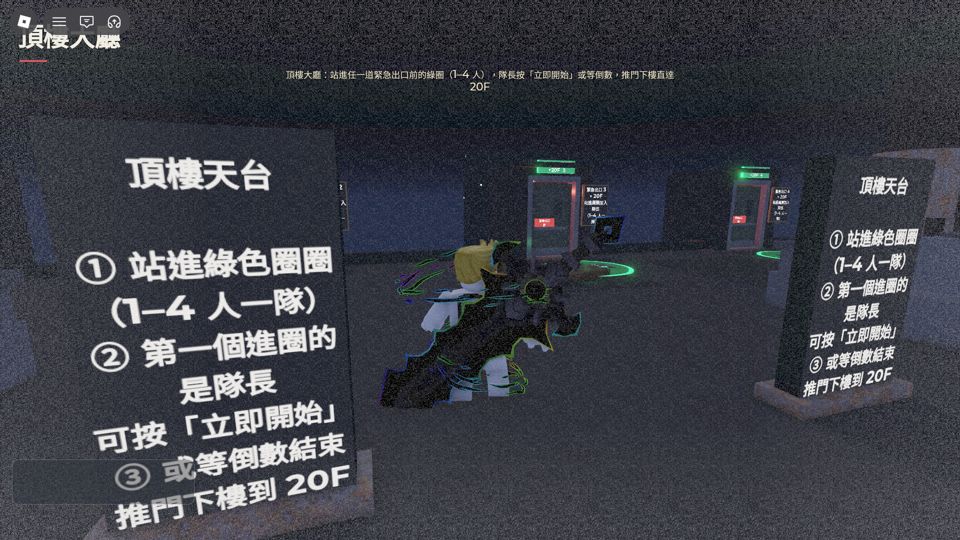 頂樓大廳
頂樓大廳：站進任一道緊急出口前的綠圈（1–4 人），隊長按「立即開始」或等倒數，推門下樓直達
20F
頂樓天台
① 站進綠色圈圈
（1–4 人一隊）
② 第一個進圈的
是隊長
可按「立即開始」
③ 或等倒數結束
推門下樓到 20F
頂樓天台
① 站進綠色圈圈
（1–4 人一隊）
② 第一個進圈的
是隊長
可按「立即開始」
③ 或等倒數結束
推門下樓到 20F
緊急出口 3